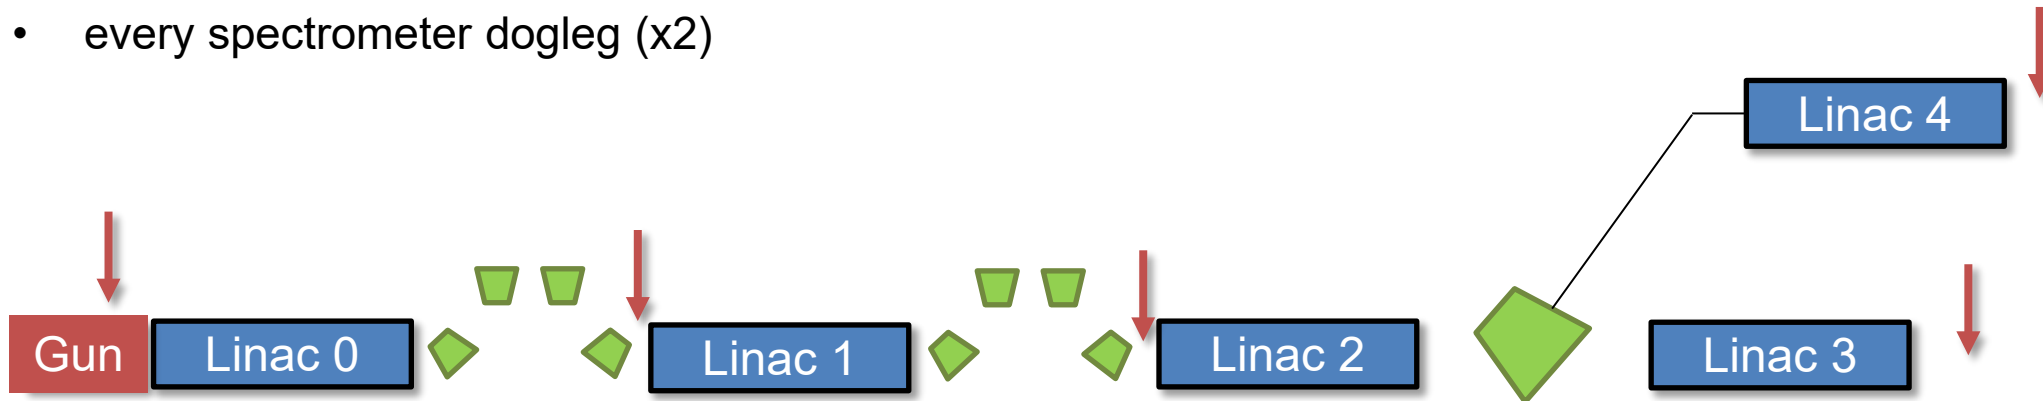 • every spectrometer dogleg (x2)
Linac 4
Gun Linac 0 Linac 1 Linac 2 Linac 3